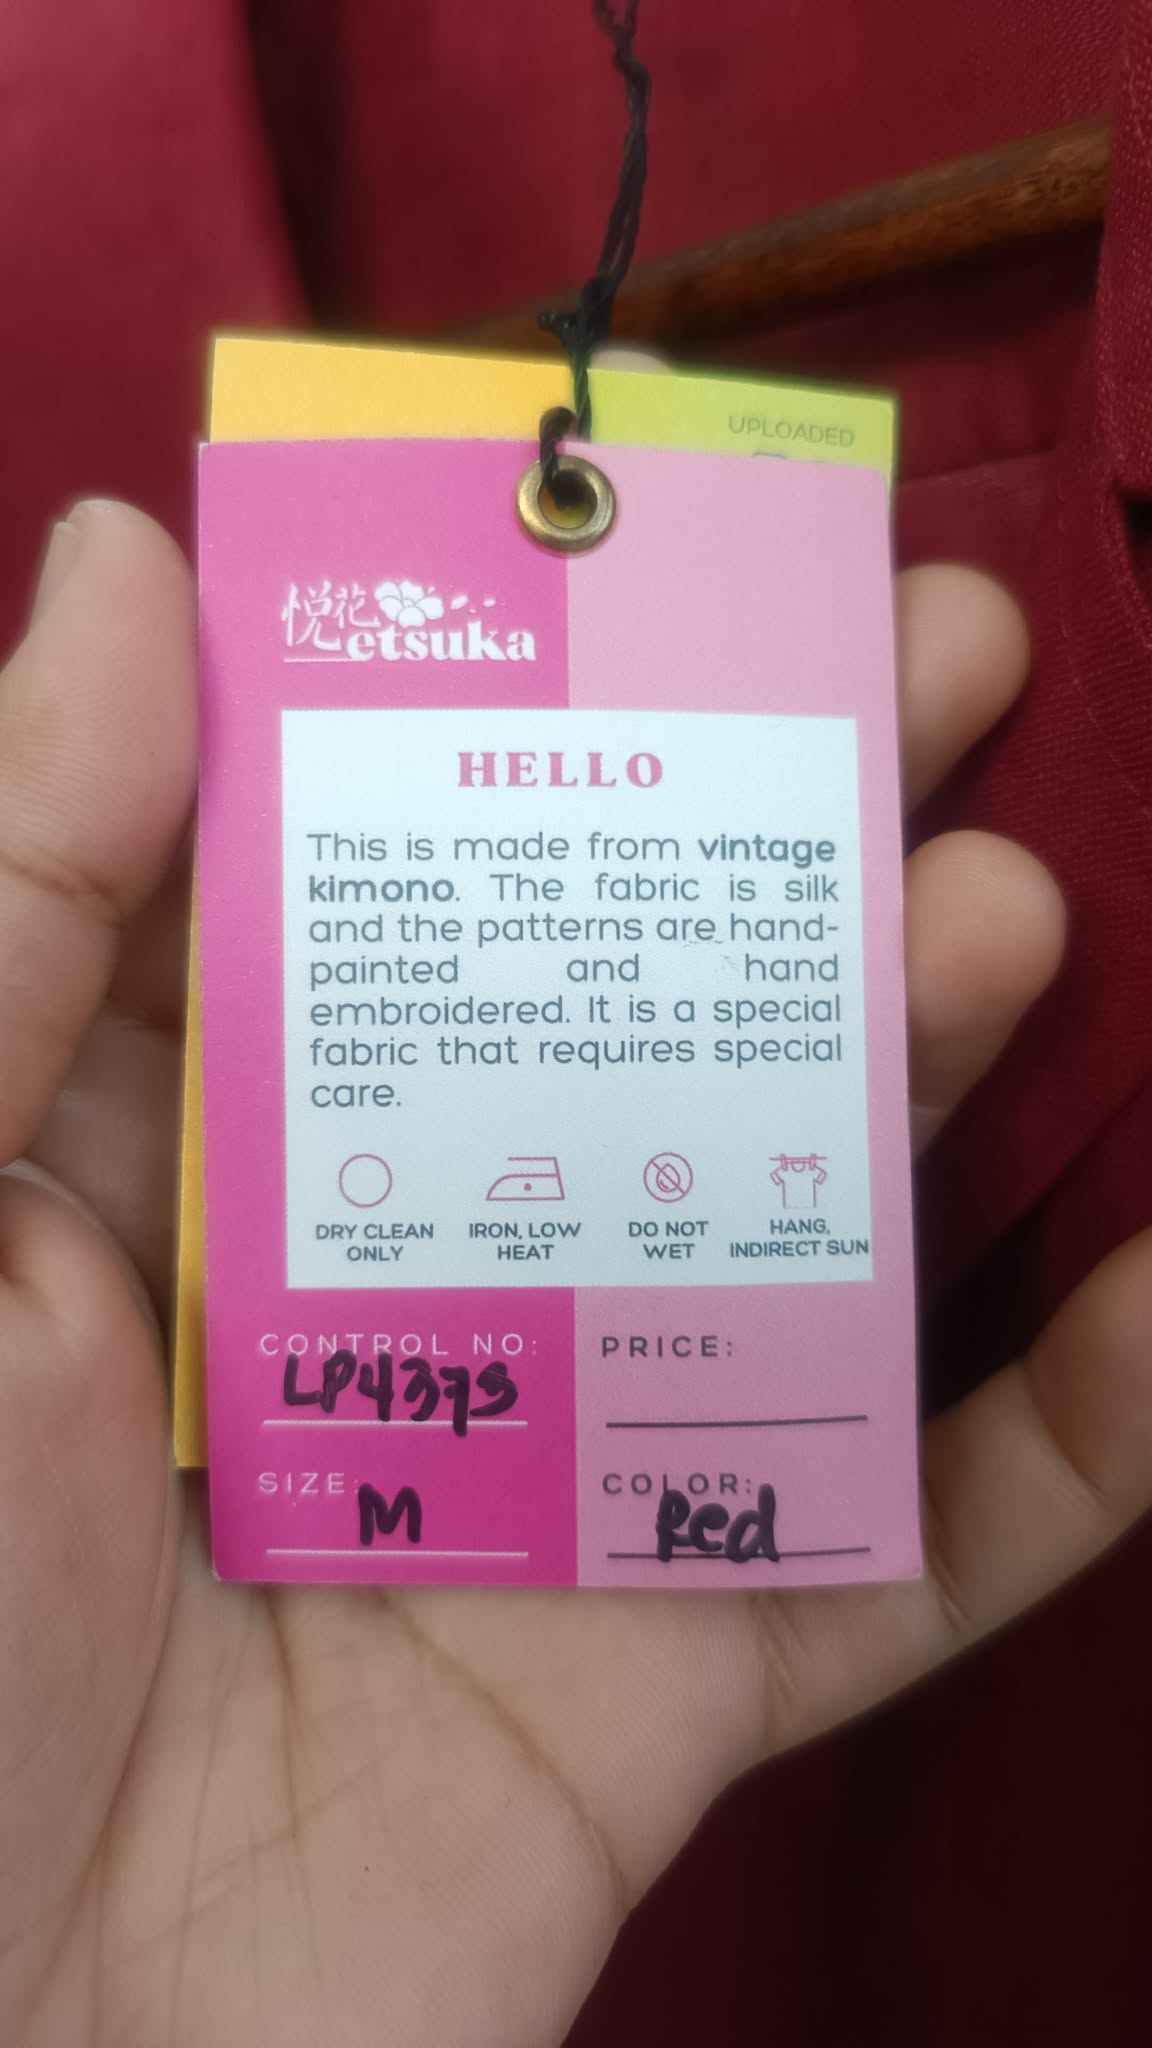 UPLOADED
悦花
etsuka
HELLO
This is made from vintage
kimono. The fabric is silk
and the patterns are hand-
painted and hand
embroidered. It is a special
fabric that requires special
care.
DRY CLEAN
ONLY
IRON, LOW
HEAT
DO NOT
WET
HANG,
INDIRECT SUN
CONTROL NO:
PRICE:
SIZE: M
COLOR: Red